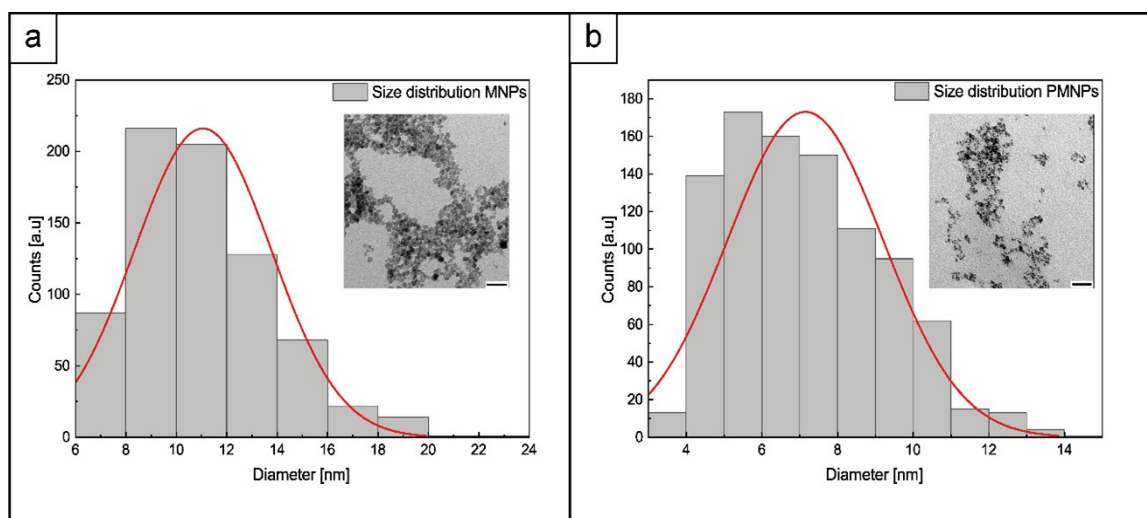 a
Size distribution MNPs
250
200
150
100
50
0
Counts [a.u]
6 8 10 12 14 16 18 20 22 24
Diameter [nm]
b
Size distribution PMNPs
180
160
140
120
100
80
60
40
20
0
Counts [a.u]
4 6 8 10 12 14
Diameter [nm]